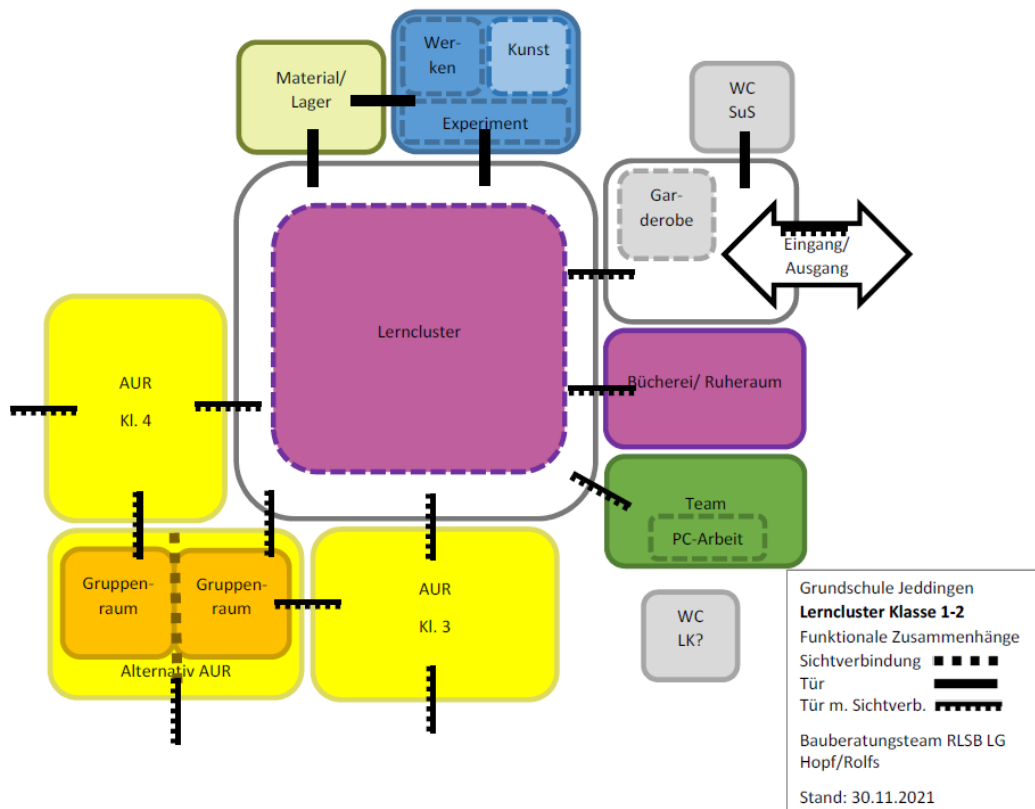 Material/
Lager
Wer-
ken
Kunst
Experiment
WC
SuS
Gar-
derobe
Eingang/
Ausgang
Lerncluster
Bücherei/ Ruheraum
AUR
Kl. 4
Team
PC-Arbeit
Gruppen-
raum
Gruppen-
raum
Alternativ AUR
AUR
Kl. 3
WC
LK?
Grundschule Jeddingen
Lerncluster Klasse 1-2
Funktionale Zusammenhänge
Sichtverbindung
Tür
Tür m. Sichtverb.
Bauberatungsteam RLSB LG
Hopf/Rolfs
Stand: 30.11.2021